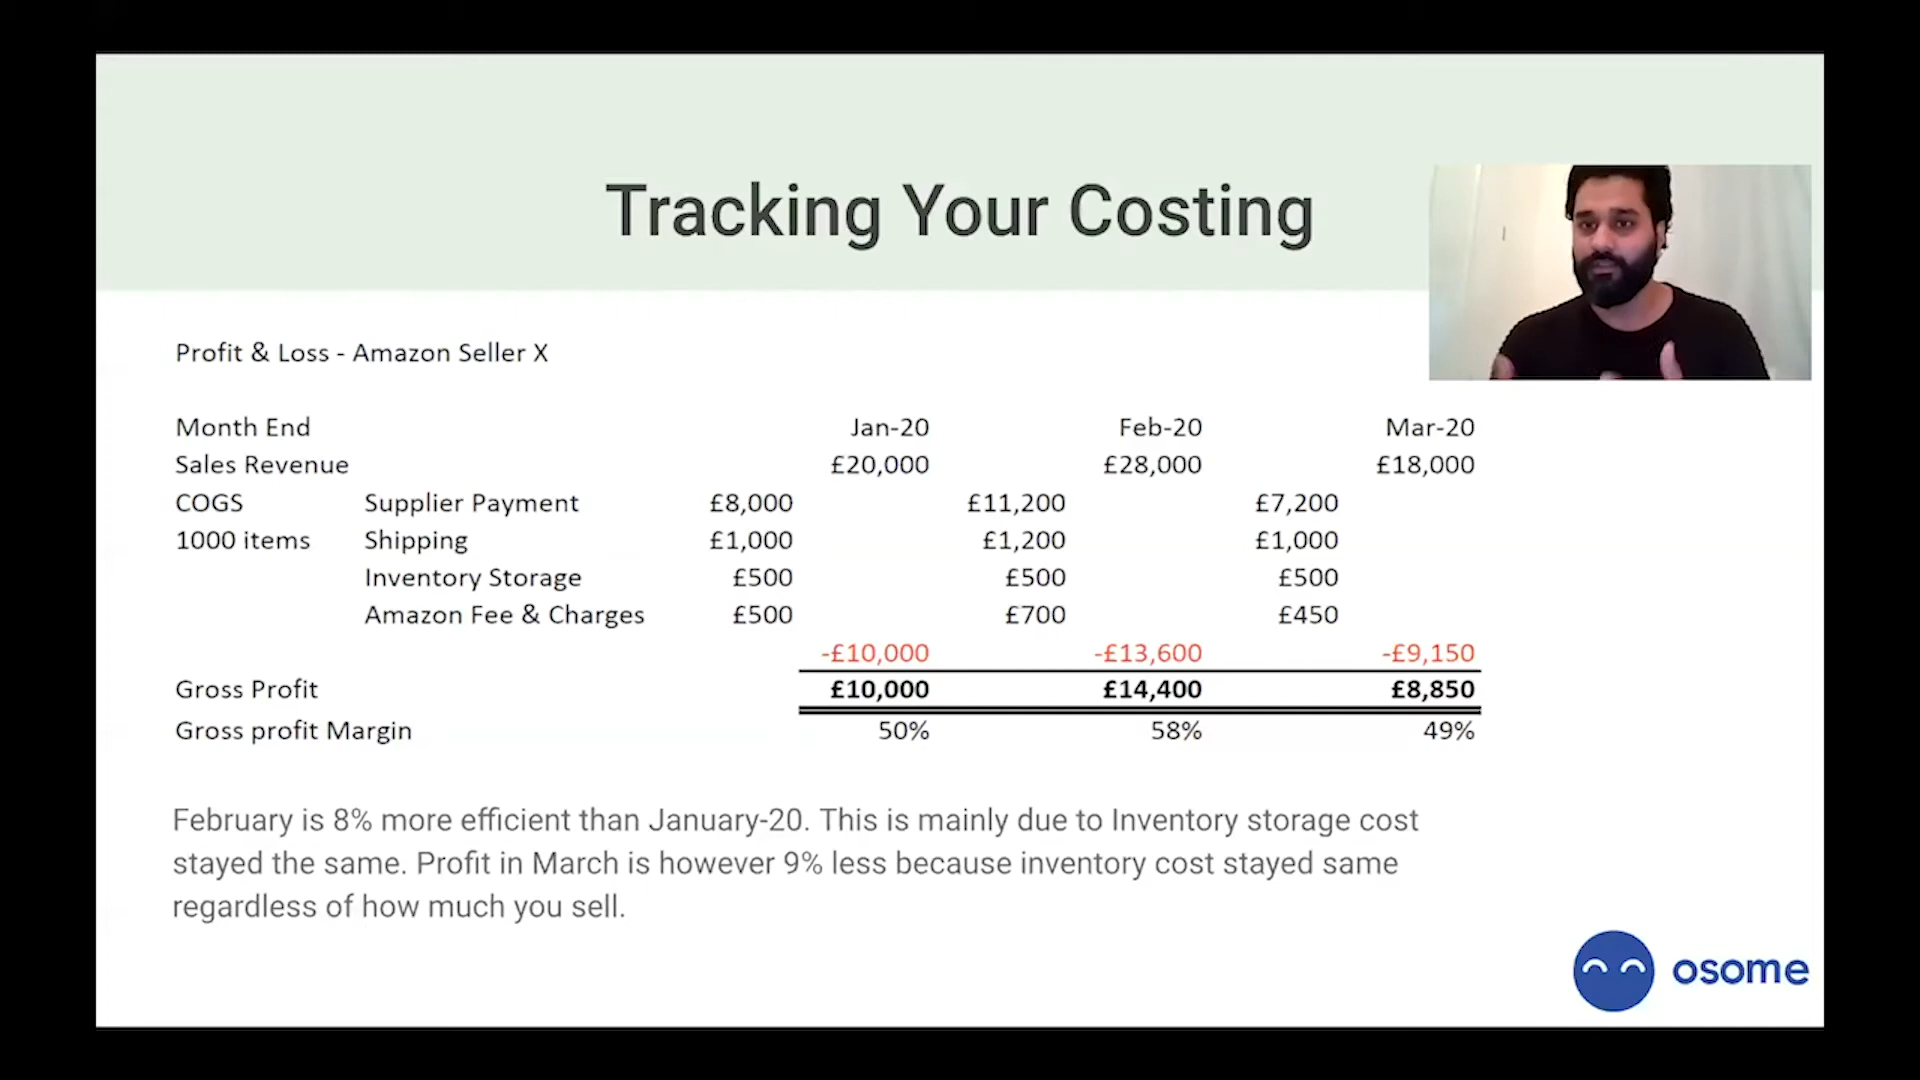 Tracking Your Costing
Profit & Loss - Amazon Seller X
Month End Jan-20 Feb-20 Mar-20
Sales Revenue £20,000 £28,000 £18,000
COGS Supplier Payment £8,000 £11,200 £7,200
1000 items Shipping £1,000 £1,200 £1,000
Inventory Storage £500 £500 £500
Amazon Fee & Charges £500 £700 £450
-£10,000 -£13,600 -£9,150
Gross Profit £10,000 £14,400 £8,850
Gross profit Margin 50% 58% 49%
February is 8% more efficient than January-20. This is mainly due to Inventory storage cost
stayed the same. Profit in March is however 9% less because inventory cost stayed same
regardless of how much you sell.
osome